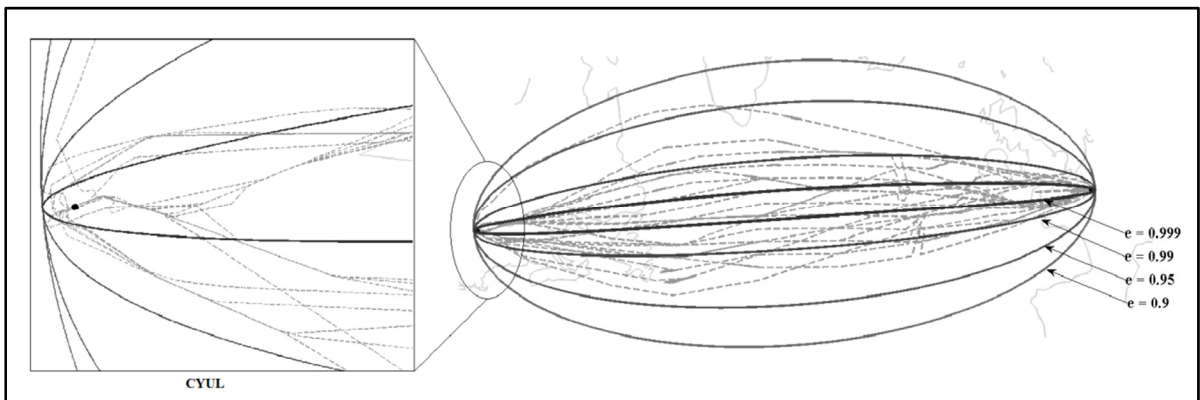 CYUL
e = 0.999
e = 0.99
e = 0.95
e = 0.9